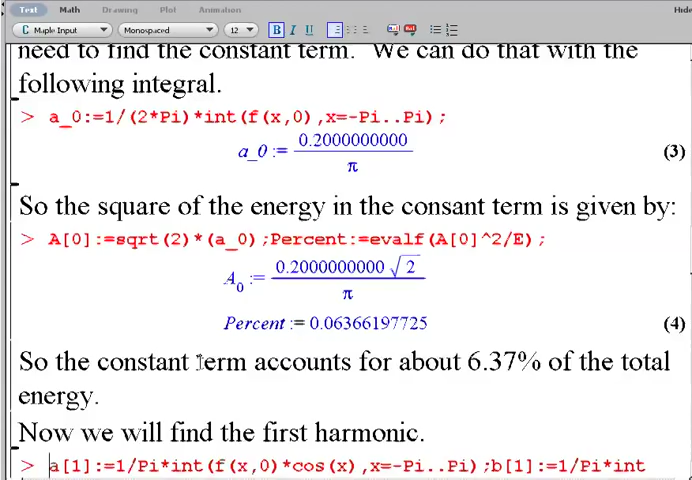 Text Math Drawing Plot Animation Hide
C Maple Input Monospaced 12 B I U
need to find the constant term. We can do that with the
following integral.
> a_0:=1/(2*Pi)*int(f(x,0),x=-Pi..Pi);
a_0 := 0.2000000000 / π (3)
So the square of the energy in the consant term is given by:
> A[0]:=sqrt(2)*(a_0);Percent:=evalf(A[0]^2/E);
A₀ := 0.2000000000 √2 / π
Percent := 0.06366197725 (4)
So the constant term accounts for about 6.37% of the total
energy.
Now we will find the first harmonic.
> a[1]:=1/Pi*int(f(x,0)*cos(x),x=-Pi..Pi);b[1]:=1/Pi*int